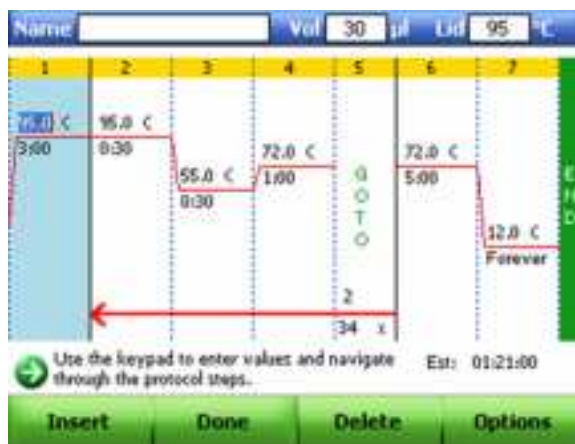 Name Vol 30 µl Lid 95 °C
1 2 3 4 5 6 7
95.0 C 95.0 C
3:00 0:30
72.0 C 72.0 C
55.0 C 1:00 G 5:00 E
0:30 O N
T D
O
12.0 C
Forever
2
34 x
Use the keypad to enter values and navigate
through the protocol steps.
Est: 01:21:00
Insert Done Delete Options